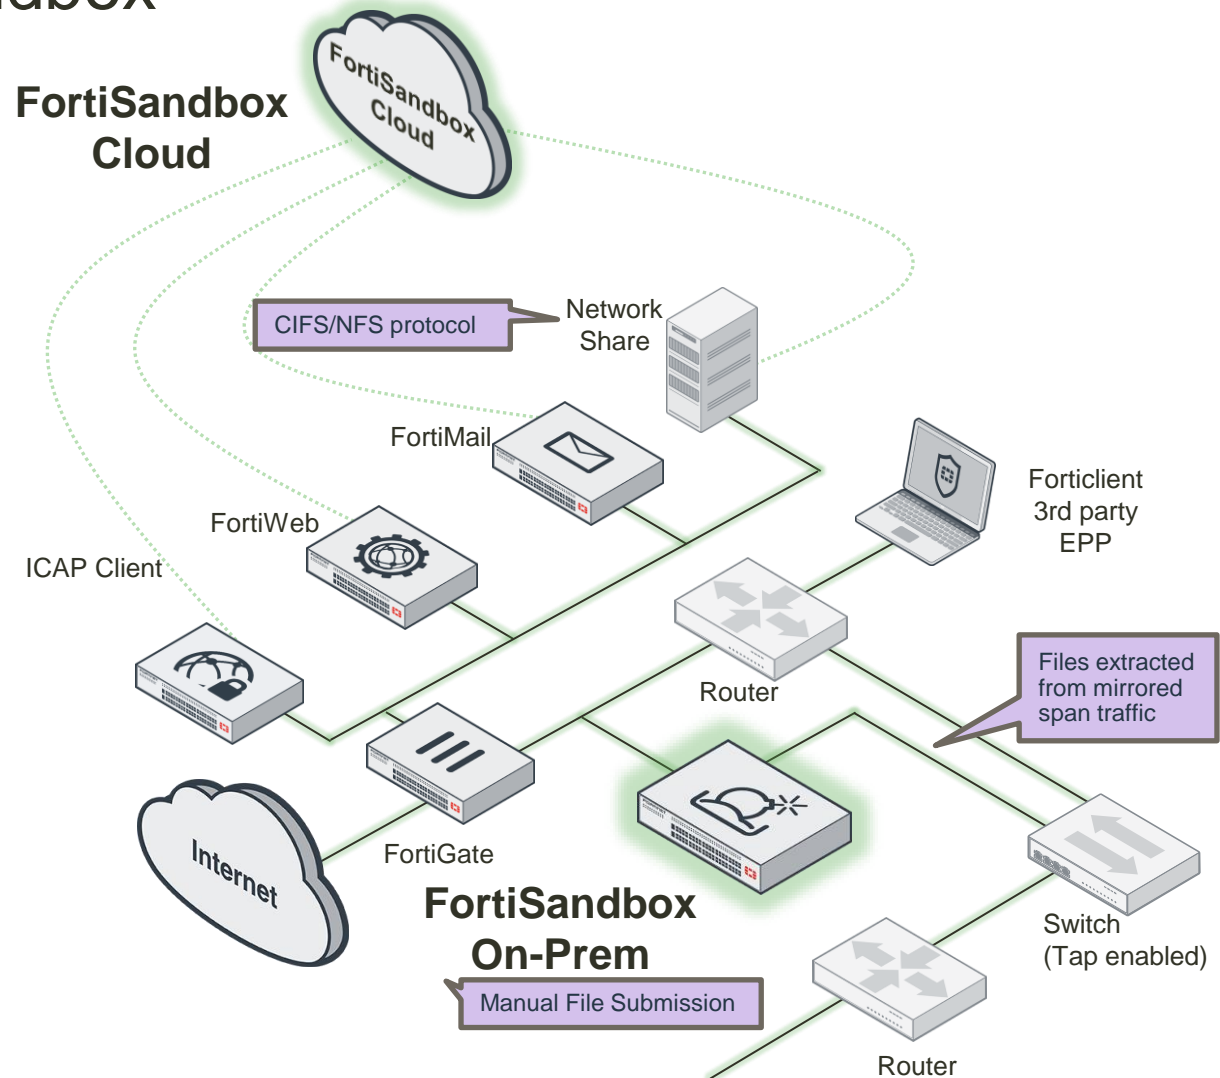 FortiSandbox
Cloud
FortiSandbox
Cloud
CIFS/NFS protocol
Network
Share
FortiMail
FortiWeb
ICAP Client
Forticlient
3rd party
EPP
Router
Files extracted
from mirrored
span traffic
Internet
FortiGate
FortiSandbox
On-Prem
Manual File Submission
Switch
(Tap enabled)
Router